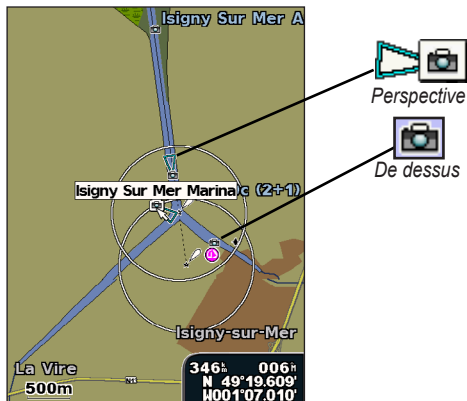 Isigny Sur Mer A
Perspective
De dessus
Isigny Sur Mer Marina
c (2+1)
Isigny-sur-Mer
La Vire
500m
346
006
N 49°19.609'
W001°07.010'